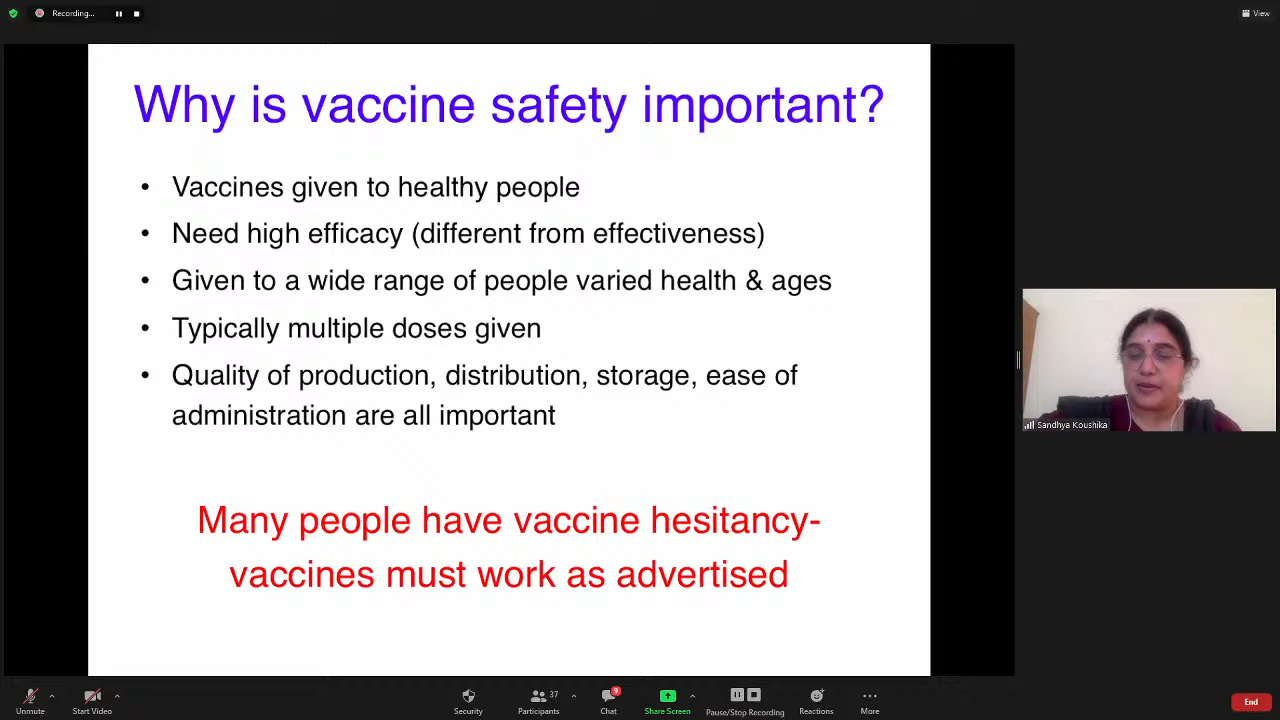 Recording...
View
Why is vaccine safety important?
• Vaccines given to healthy people
• Need high efficacy (different from effectiveness)
• Given to a wide range of people varied health & ages
• Typically multiple doses given
• Quality of production, distribution, storage, ease of
administration are all important
Many people have vaccine hesitancy-
vaccines must work as advertised
Sandhya Koushika
Unmute
Start Video
Security
37
Participants
9
Chat
Share Screen
Pause/Stop Recording
Reactions
More
End